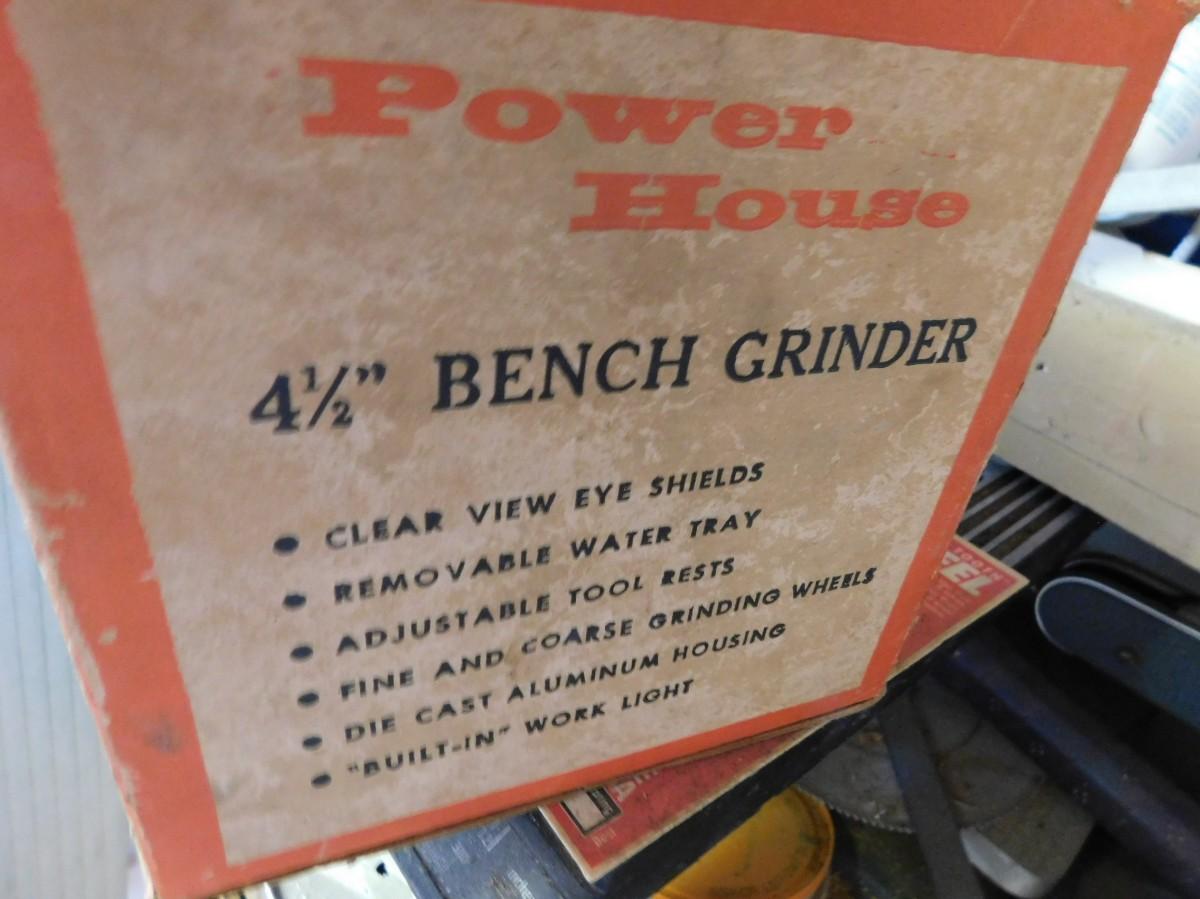 Power
House
4½” BENCH GRINDER
• CLEAR VIEW EYE SHIELDS
• REMOVABLE WATER TRAY
• ADJUSTABLE TOOL RESTS
• FINE AND COARSE GRINDING WHEELS
• DIE CAST ALUMINUM HOUSING
• "BUILT-IN" WORK LIGHT